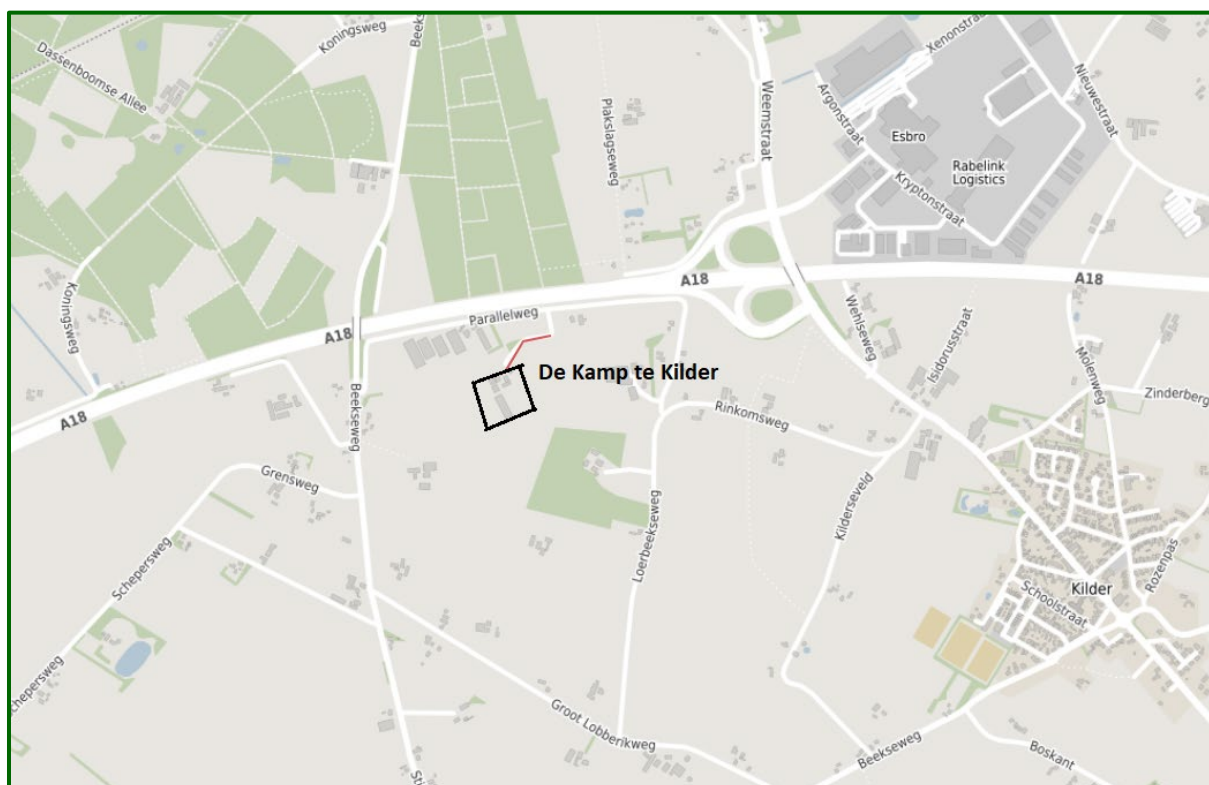 Koningsweg
Beeks
Xenonstraat
Dassenboomse Allee
Nieuwestraat
Weemstraat
Plakslagseweg
Argonstraat
Esbro
Rabelink
Logistics
Kryptonstraat
Koningsweg
A18
A18
Parallelweg
A18
A18
Wehlseweg
Isidorusstraat
Molenweg
De Kamp te Kilder
Zinderberg
Beekseweg
Rinkomsweg
Grensweg
Kilderseveld
Loerbeekseweg
Schepersweg
Rozenpas
Kilder
Schoolstraat
Schepersweg
Groot Lobberikweg
Beekseweg
Boskant
Sti